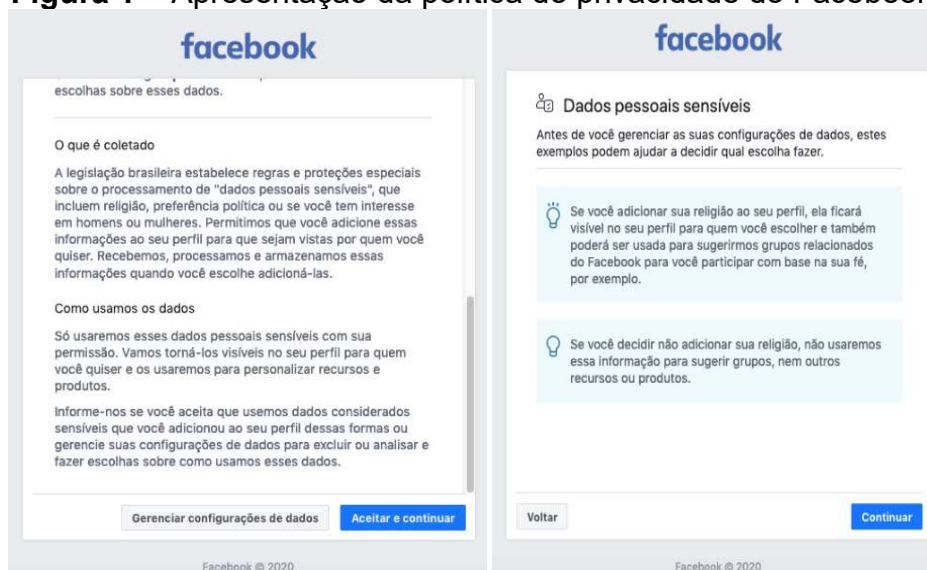 Figura 1 – Apresentação da política de privacidade do Facebook
facebook
escolhas sobre esses dados.
O que é coletado
A legislação brasileira estabelece regras e proteções especiais
sobre o processamento de "dados pessoais sensíveis", que
incluem religião, preferência política ou se você tem interesse
em homens ou mulheres. Permitimos que você adicione essas
informações ao seu perfil para que sejam vistas por quem você
quiser. Recebemos, processamos e armazenamos essas
informações quando você escolhe adicioná-las.
Como usamos os dados
Só usaremos esses dados pessoais sensíveis com sua
permissão. Vamos torná-los visíveis no seu perfil para quem
você quiser e os usaremos para personalizar recursos e
produtos.
Informe-nos se você aceita que usemos dados considerados
sensíveis que você adicionou ao seu perfil dessas formas ou
gerencie suas configurações de dados para excluir ou analisar e
fazer escolhas sobre como usamos esses dados.
Gerenciar configurações de dados
Aceitar e continuar
Facebook © 2020
facebook
Dados pessoais sensíveis
Antes de você gerenciar as suas configurações de dados, estes
exemplos podem ajudar a decidir qual escolha fazer.
Se você adicionar sua religião ao seu perfil, ela ficará
visível no seu perfil para quem você escolher e também
poderá ser usada para sugerirmos grupos relacionados
do Facebook para você participar com base na sua fé,
por exemplo.
Se você decidir não adicionar sua religião, não usaremos
essa informação para sugerir grupos, nem outros
recursos ou produtos.
Voltar
Continuar
Facebook © 2020